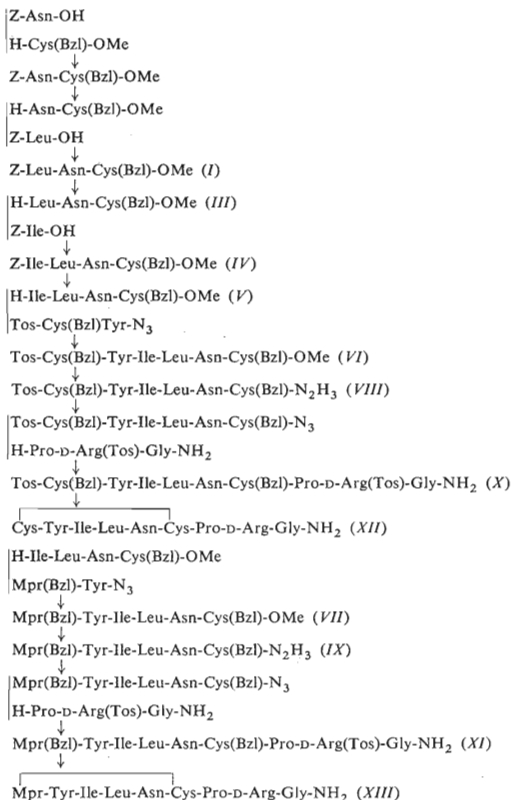 Z-Asn-OH
H-Cys(Bzl)-OMe
Z-Asn-Cys(Bzl)-OMe
H-Asn-Cys(Bzl)-OMe
Z-Leu-OH
Z-Leu-Asn-Cys(Bzl)-OMe (I)
H-Leu-Asn-Cys(Bzl)-OMe (III)
Z-Ile-OH
Z-Ile-Leu-Asn-Cys(Bzl)-OMe (IV)
H-Ile-Leu-Asn-Cys(Bzl)-OMe (V)
Tos-Cys(Bzl)Tyr-N₃
Tos-Cys(Bzl)-Tyr-Ile-Leu-Asn-Cys(Bzl)-OMe (VI)
Tos-Cys(Bzl)-Tyr-Ile-Leu-Asn-Cys(Bzl)-N₂H₃ (VIII)
Tos-Cys(Bzl)-Tyr-Ile-Leu-Asn-Cys(Bzl)-N₃
H-Pro-D-Arg(Tos)-Gly-NH₂
Tos-Cys(Bzl)-Tyr-Ile-Leu-Asn-Cys(Bzl)-Pro-D-Arg(Tos)-Gly-NH₂ (X)
Cys-Tyr-Ile-Leu-Asn-Cys-Pro-D-Arg-Gly-NH₂ (XII)
H-Ile-Leu-Asn-Cys(Bzl)-OMe
Mpr(Bzl)-Tyr-N₃
Mpr(Bzl)-Tyr-Ile-Leu-Asn-Cys(Bzl)-OMe (VII)
Mpr(Bzl)-Tyr-Ile-Leu-Asn-Cys(Bzl)-N₂H₃ (IX)
Mpr(Bzl)-Tyr-Ile-Leu-Asn-Cys(Bzl)-N₃
H-Pro-D-Arg(Tos)-Gly-NH₂
Mpr(Bzl)-Tyr-Ile-Leu-Asn-Cys(Bzl)-Pro-D-Arg(Tos)-Gly-NH₂ (XI)
Mpr-Tyr-Ile-Leu-Asn-Cys-Pro-D-Arg-Gly-NH₂ (XIII)